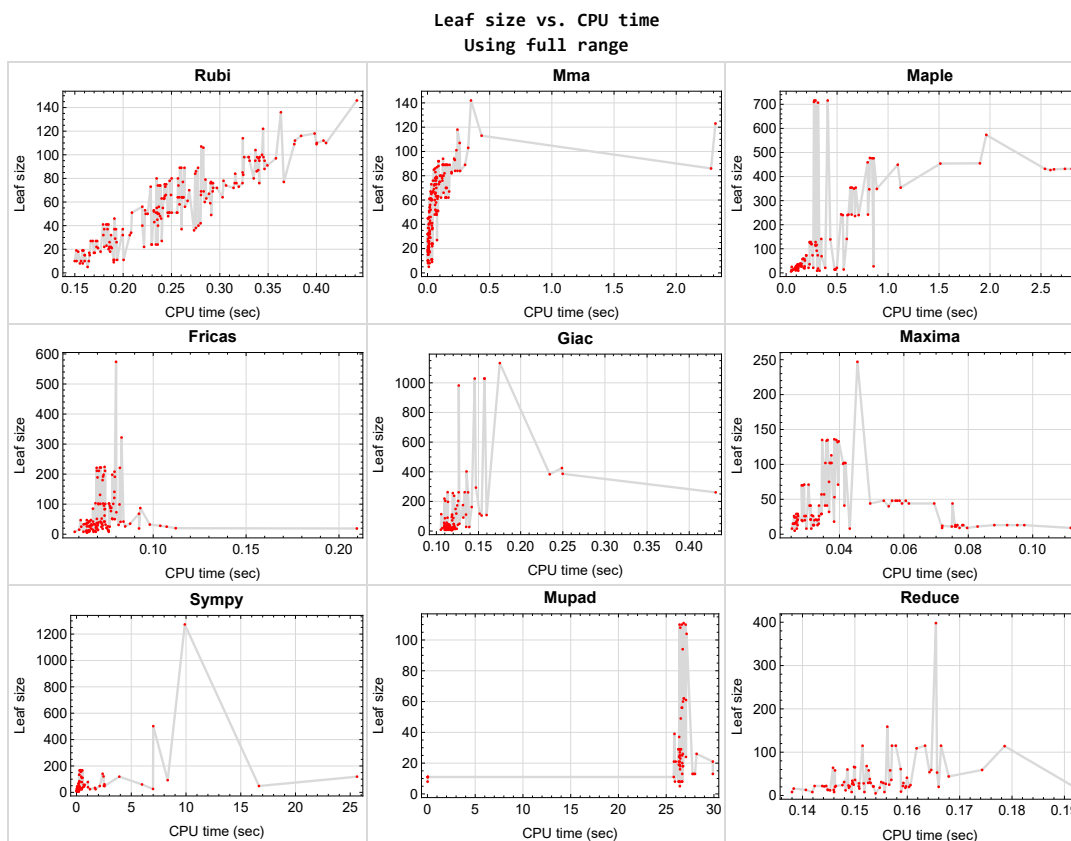 Leaf size vs. CPU time
Using full range
Rubi
Leaf size
140
120
100
80
60
40
20
0
0.15 0.20 0.25 0.30 0.35 0.40
CPU time (sec)
Mma
Leaf size
140
120
100
80
60
40
20
0
0.0 0.5 1.0 1.5 2.0
CPU time (sec)
Maple
Leaf size
700
600
500
400
300
200
100
0
0.0 0.5 1.0 1.5 2.0 2.5
CPU time (sec)
Fricas
Leaf size
600
500
400
300
200
100
0
0.10 0.20
CPU time (sec)
Giac
Leaf size
1000
800
600
400
200
0
0.10 0.15 0.20 0.25 0.30 0.35 0.40
CPU time (sec)
Maxima
Leaf size
250
200
150
100
50
0
0.04 0.06 0.08 0.10
CPU time (sec)
Sympy
Leaf size
1200
1000
800
600
400
200
0
0 5 10 15 20 25
CPU time (sec)
Mupad
Leaf size
100
80
60
40
20
0
0 5 10 15 20 25 30
CPU time (sec)
Reduce
Leaf size
400
300
200
100
0
0.14 0.15 0.16 0.17 0.18 0.19
CPU time (sec)